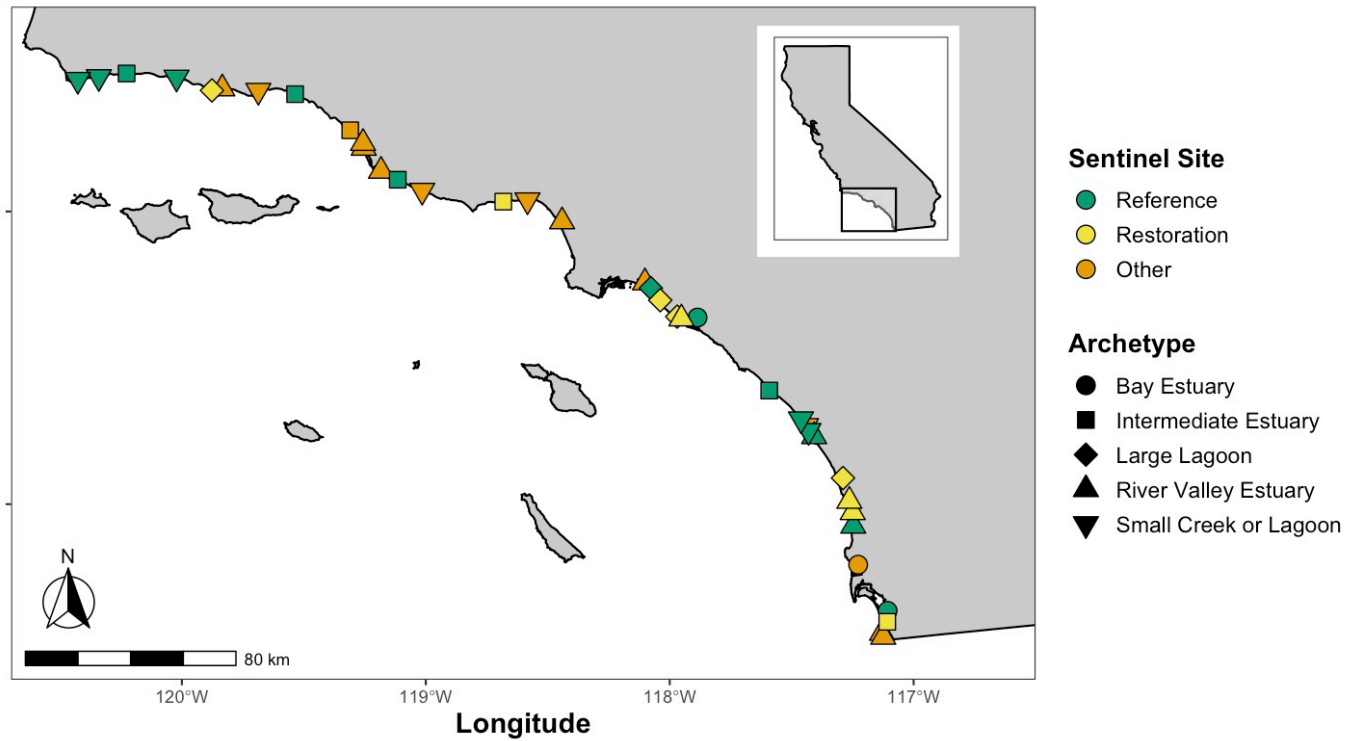 Sentinel Site
Reference
Restoration
Other
Archetype
Bay Estuary
Intermediate Estuary
Large Lagoon
River Valley Estuary
Small Creek or Lagoon
N
80 km
120°W
119°W
118°W
117°W
Longitude